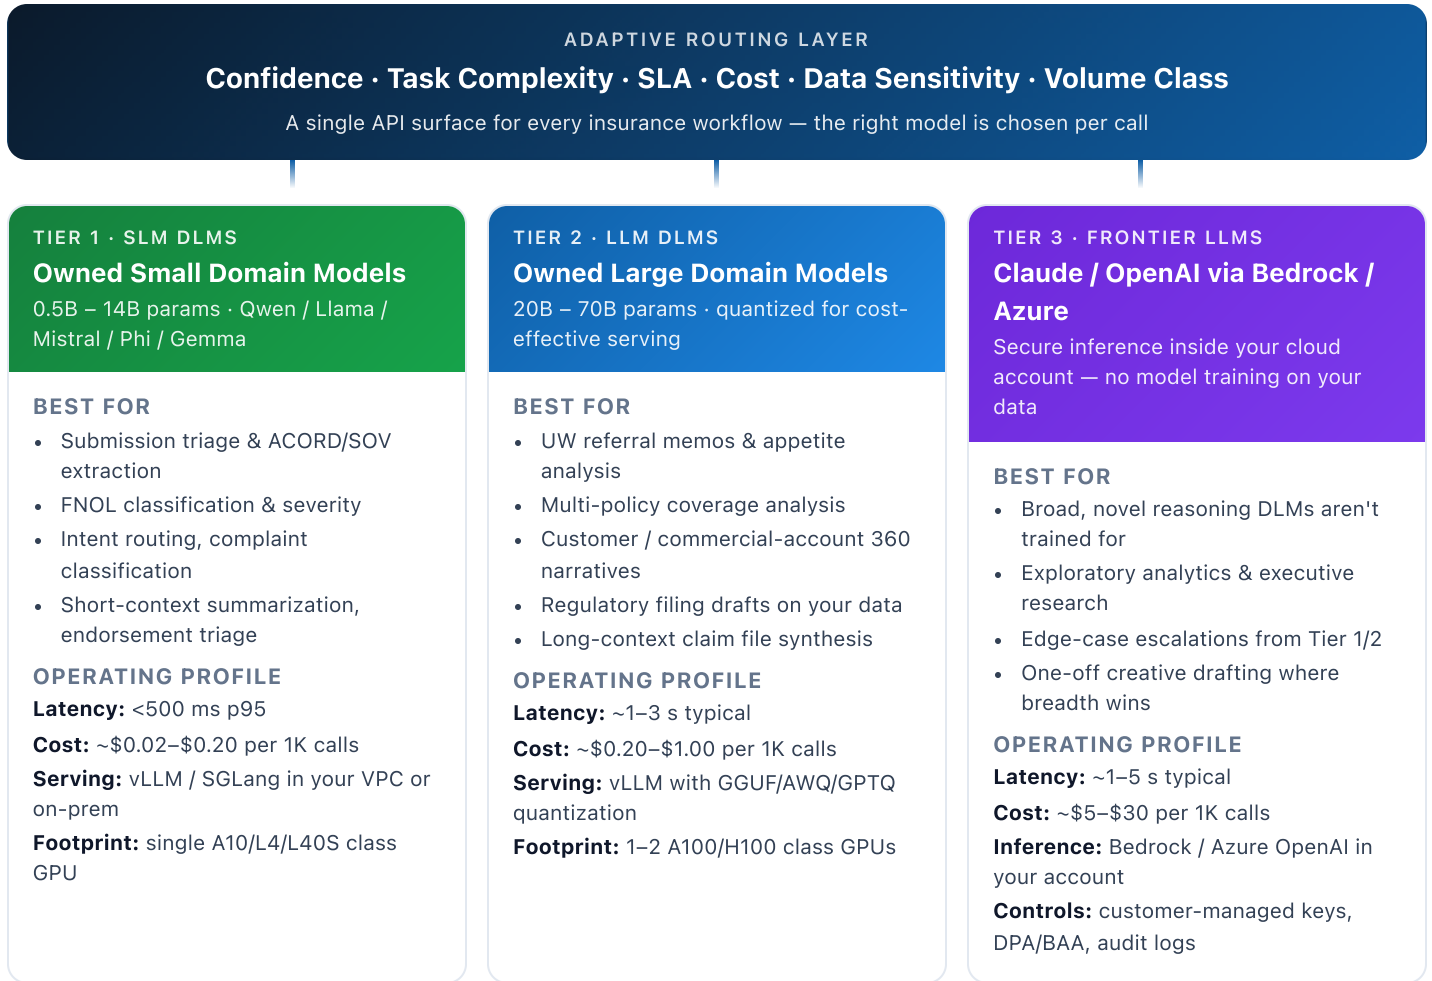 ADAPTIVE ROUTING LAYER
Confidence · Task Complexity · SLA · Cost · Data Sensitivity · Volume Class
A single API surface for every insurance workflow — the right model is chosen per call
TIER 1 · SLM DLMS
Owned Small Domain Models
0.5B – 14B params · Qwen / Llama /
Mistral / Phi / Gemma
BEST FOR
• Submission triage & ACORD/SOV
extraction
• FNOL classification & severity
• Intent routing, complaint
classification
• Short-context summarization,
endorsement triage
OPERATING PROFILE
Latency: <500 ms p95
Cost: ~$0.02–$0.20 per 1K calls
Serving: vLLM / SGLang in your VPC or
on-prem
Footprint: single A10/L4/L40S class
GPU
TIER 2 · LLM DLMS
Owned Large Domain Models
20B – 70B params · quantized for cost-
effective serving
BEST FOR
• UW referral memos & appetite
analysis
• Multi-policy coverage analysis
• Customer / commercial-account 360
narratives
• Regulatory filing drafts on your data
• Long-context claim file synthesis
OPERATING PROFILE
Latency: ~1–3 s typical
Cost: ~$0.20–$1.00 per 1K calls
Serving: vLLM with GGUF/AWQ/GPTQ
quantization
Footprint: 1–2 A100/H100 class GPUs
TIER 3 · FRONTIER LLMS
Claude / OpenAI via Bedrock /
Azure
Secure inference inside your cloud
account — no model training on your
data
BEST FOR
• Broad, novel reasoning DLMs aren't
trained for
• Exploratory analytics & executive
research
• Edge-case escalations from Tier 1/2
• One-off creative drafting where
breadth wins
OPERATING PROFILE
Latency: ~1–5 s typical
Cost: ~$5–$30 per 1K calls
Inference: Bedrock / Azure OpenAI in
your account
Controls: customer-managed keys,
DPA/BAA, audit logs